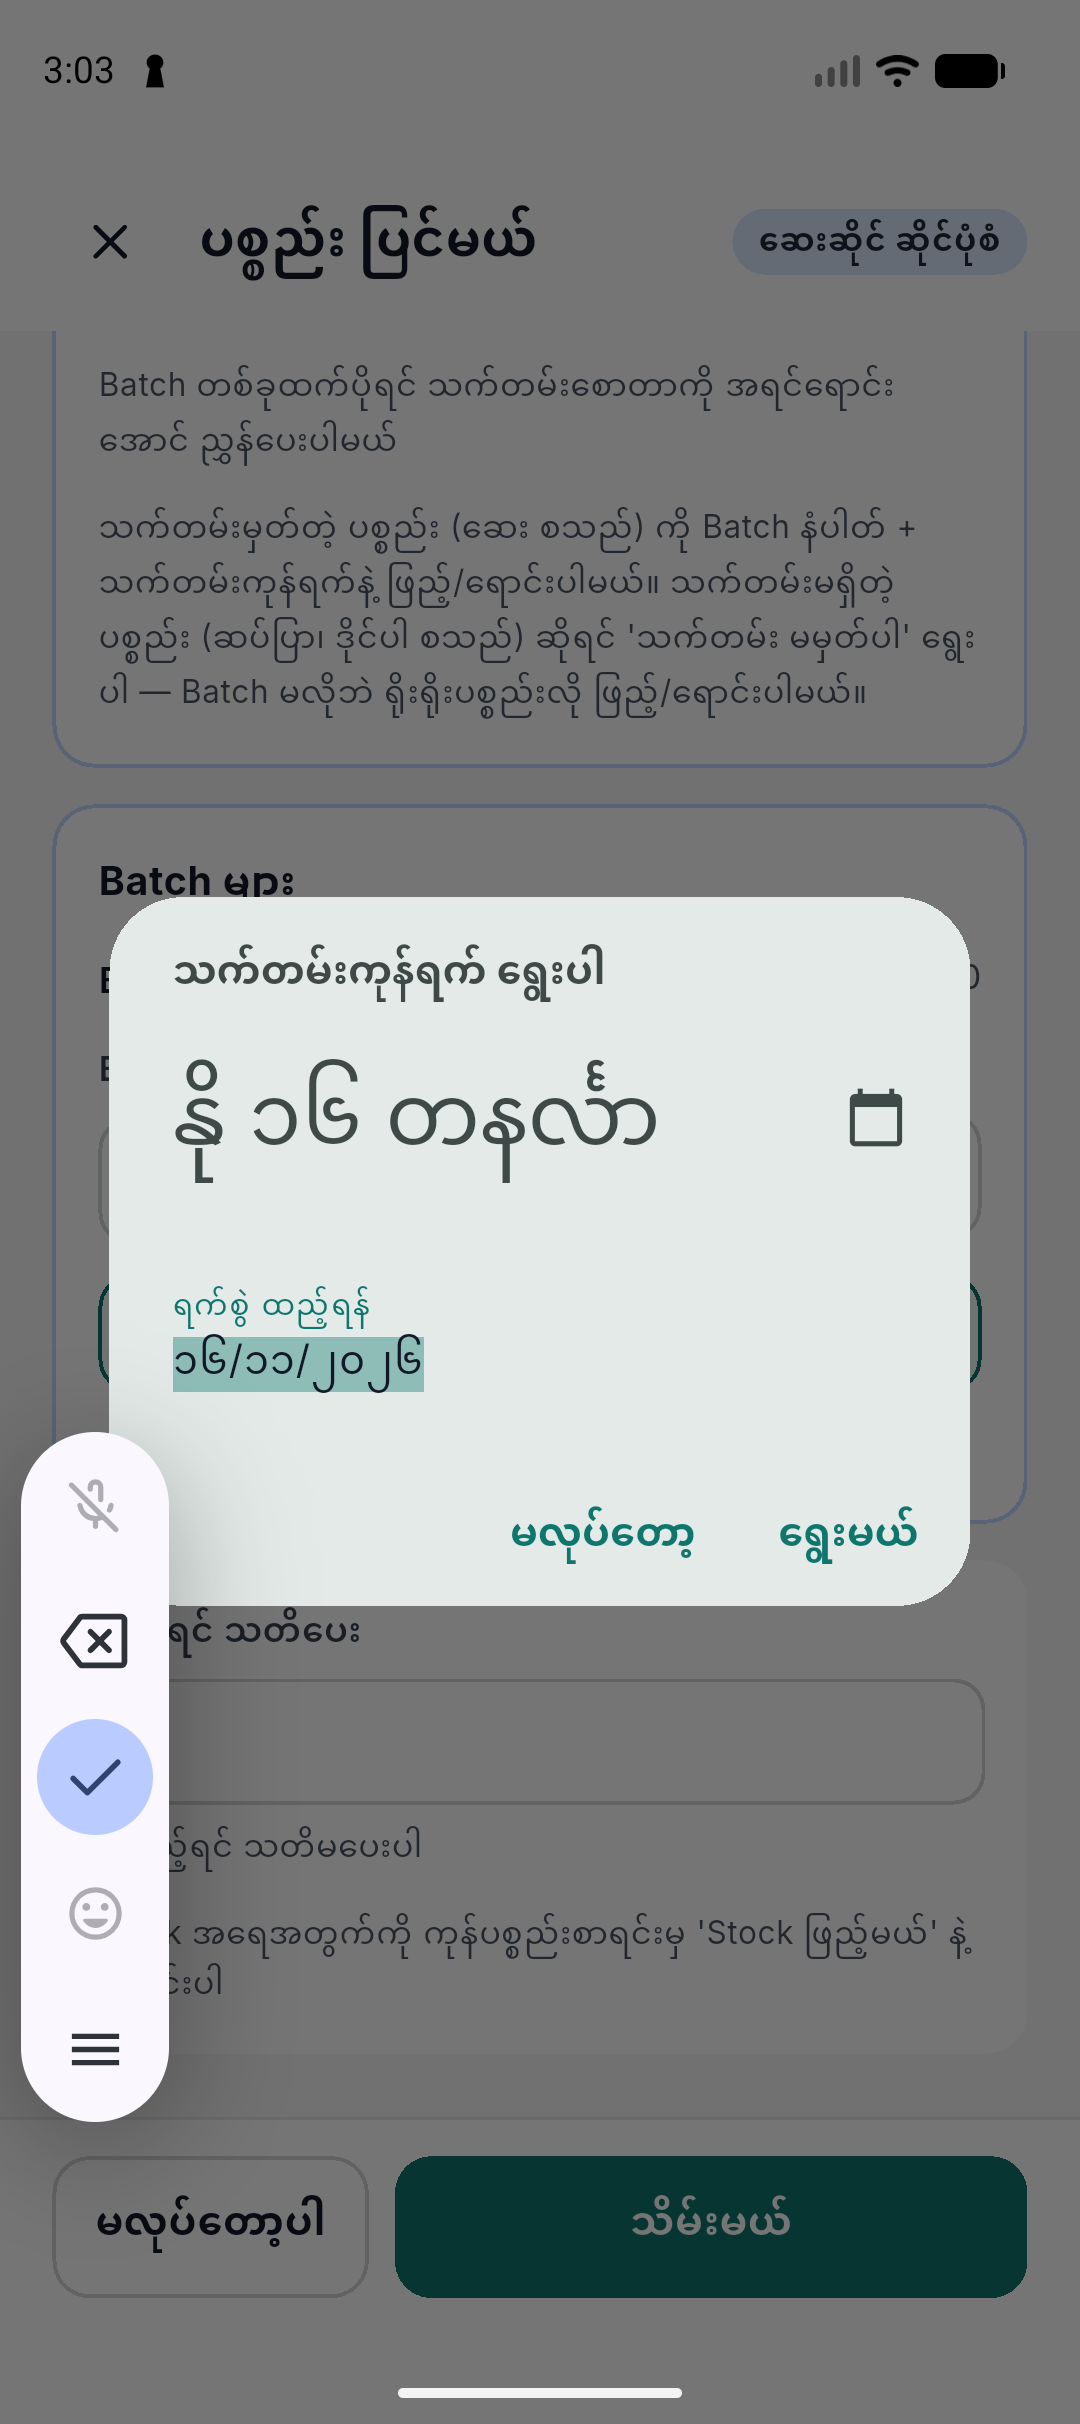 3:03
ပစ္စည်း ပြင်မယ်
ဆေးဆိုင် ဆိုင်ပုံစံ
Batch တစ်ခုထက်ပိုရင် သက်တမ်းစောတာကို အရင်ရောင်း
အောင် ညွှန်ပေးပါမယ်
သက်တမ်းမှတ်တဲ့ ပစ္စည်း (ဆေး စသည်) ကို Batch နံပါတ် +
သက်တမ်းကုန်ရက်နဲ့ ဖြည့်/ရောင်းပါမယ်။ သက်တမ်းမရှိတဲ့
ပစ္စည်း (ဆပ်ပြာ၊ ဒိုင်ပါ စသည်) ဆိုရင် 'သက်တမ်း မမှတ်ပါ' ရွေး
ပါ — Batch မလိုဘဲ ရိုးရိုးပစ္စည်းလို ဖြည့်/ရောင်းပါမယ်။
Batch များ
သက်တမ်းကုန်ရက် ရွေးပါ
နို ၁၆ တနင်္လာ
ရက်စွဲ ထည့်ရန်
၁၆/၁၁/၂၀၂၆
မလုပ်တော့ ရွေးမယ်
ရင် သတိပေး
ည့်ရင် သတိမပေးပါ
k အရေအတွက်ကို ကုန်ပစ္စည်းစာရင်းမှ 'Stock ဖြည့်မယ်' နဲ့
င်းပါ
မလုပ်တော့ပါ
သိမ်းမယ်